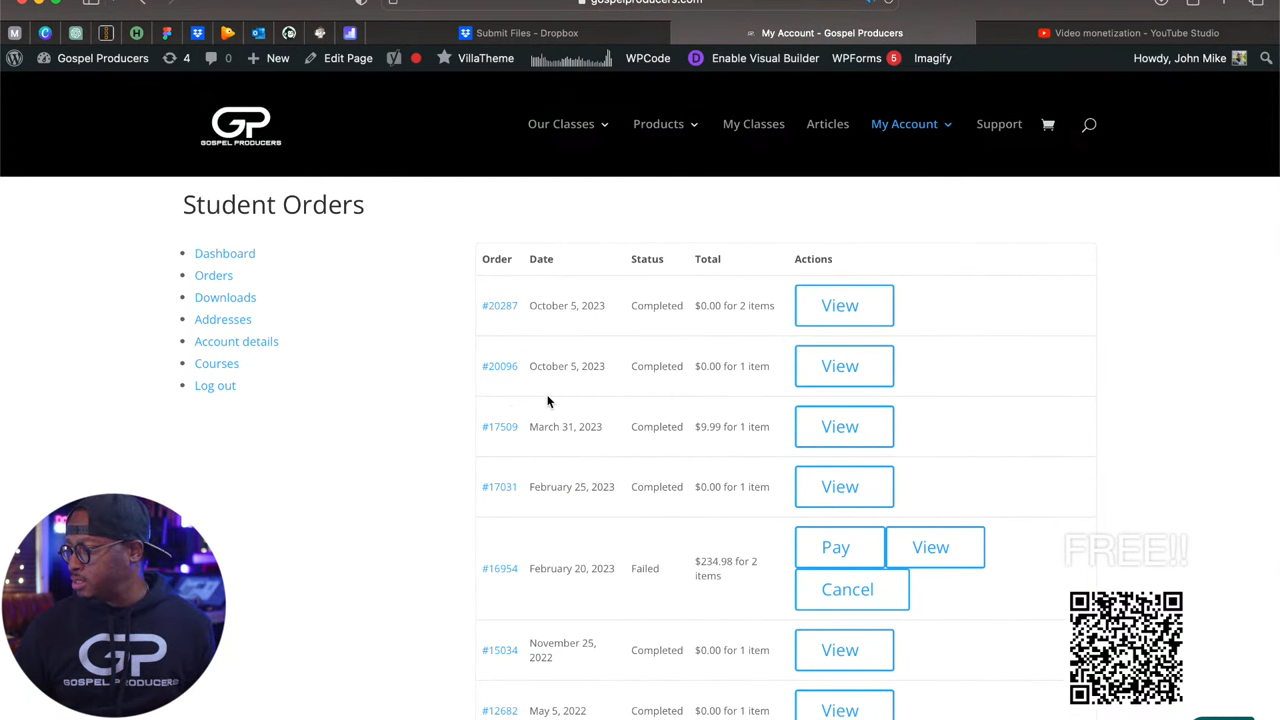 gospelproducers.com
Submit Files - Dropbox
My Account - Gospel Producers
Video monetization - YouTube Studio
Gospel Producers 4 0 New Edit Page VillaTheme WPCode Enable Visual Builder WPForms 5 Imagify Howdy, John Mike
GP
GOSPEL PRODUCERS
Our Classes Products My Classes Articles My Account Support
Student Orders
Dashboard
Orders
Downloads
Addresses
Account details
Courses
Log out
Order Date Status Total Actions
#20287 October 5, 2023 Completed $0.00 for 2 items View
#20096 October 5, 2023 Completed $0.00 for 1 item View
#17509 March 31, 2023 Completed $9.99 for 1 item View
#17031 February 25, 2023 Completed $0.00 for 1 item View
#16954 February 20, 2023 Failed $234.98 for 2
items
Pay View
Cancel
#15034 November 25,
2022
Completed $0.00 for 1 item View
#12682 May 5, 2022 Completed $0.00 for 1 item View
FREE!!
GP
GOSPEL PRODUCERS